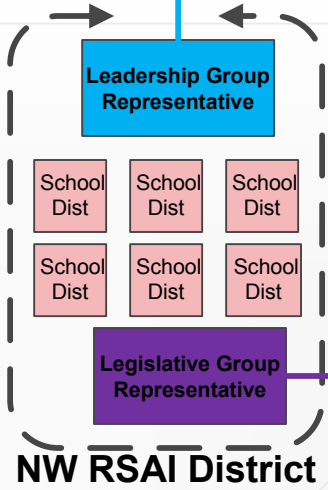 Leadership Group
Representative
School School School
Dist Dist Dist
School School School
Dist Dist Dist
Legislative Group
Representative
NW RSAI District